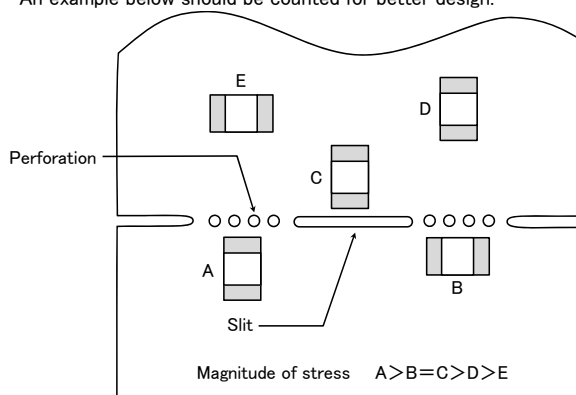 An example below should be counted for better design.
E
D
Perforation
C
A
B
Slit
Magnitude of stress A＞B＝C＞D＞E